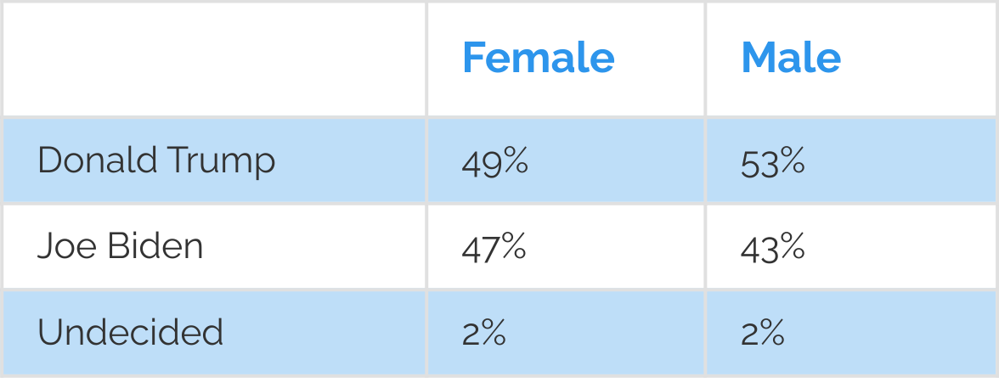 Female Male
Donald Trump 49% 53%
Joe Biden 47% 43%
Undecided 2% 2%